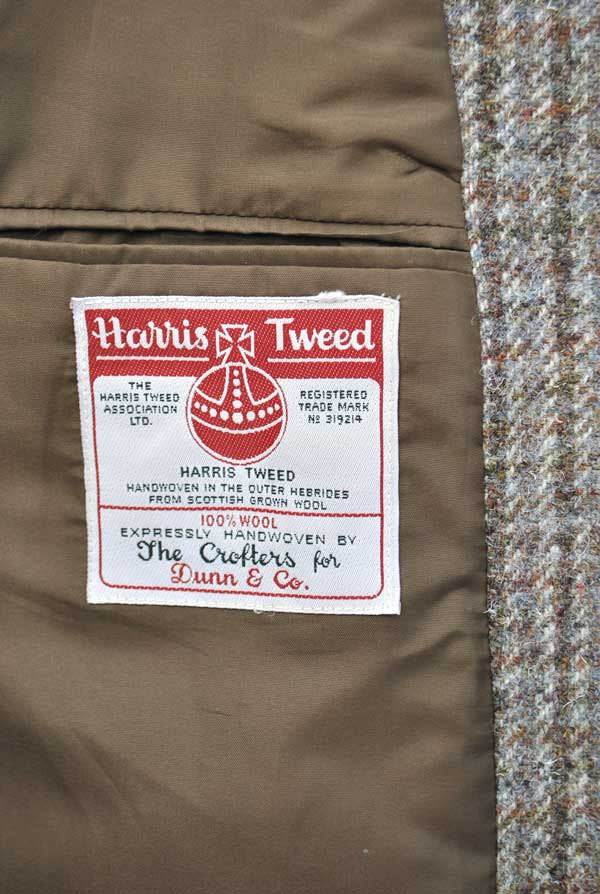 Harris Tweed
THE
HARRIS TWEED
ASSOCIATION
LTD.
REGISTERED
TRADE MARK
Nº 319214
HARRIS TWEED
HANDWOVEN IN THE OUTER HEBRIDES
FROM SCOTTISH GROWN WOOL
100% WOOL
EXPRESSLY HANDWOVEN BY
The Crofters for
Dunn & Co.